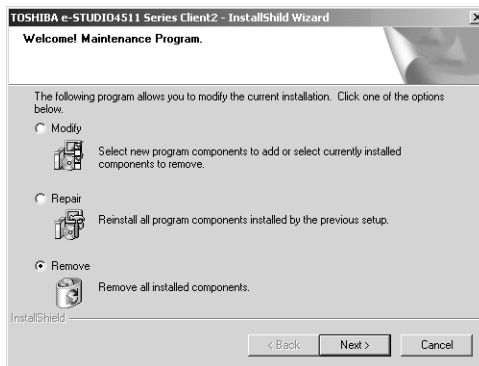 TOSHIBA e-STUDIO4511 Series Client2 - InstallShild Wizard
Welcome! Maintenance Program.
The following program allows you to modify the current installation. Click one of the options
below.
Modify
Select new program components to add or select currently installed
components to remove.
Repair
Reinstall all program components installed by the previous setup.
Remove
Remove all installed components.
InstallShield
< Back
Next >
Cancel